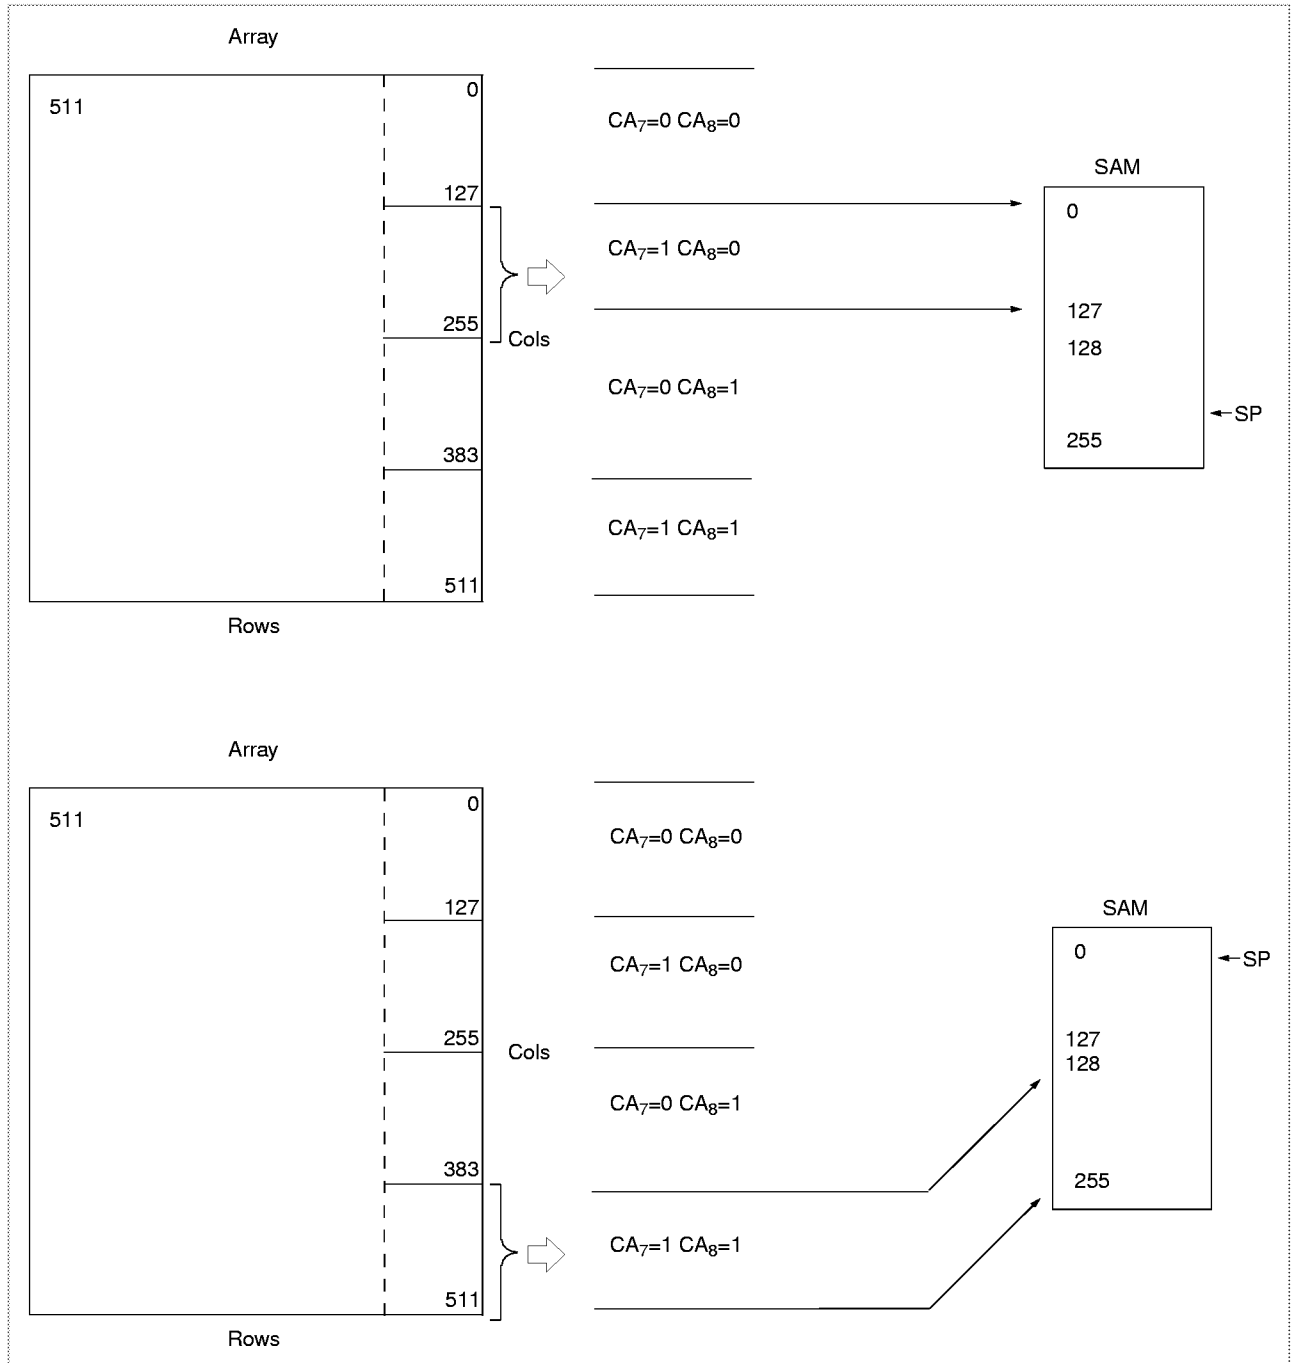 Array
511
0
CA₇=0 CA₈=0
SAM
127
0
CA₇=1 CA₈=0
127
255
Cols
128
CA₇=0 CA₈=1
SP
255
383
CA₇=1 CA₈=1
511
Rows
Array
0
511
CA₇=0 CA₈=0
127
SAM
0
SP
CA₇=1 CA₈=0
255
Cols
127
128
CA₇=0 CA₈=1
383
255
CA₇=1 CA₈=1
511
Rows